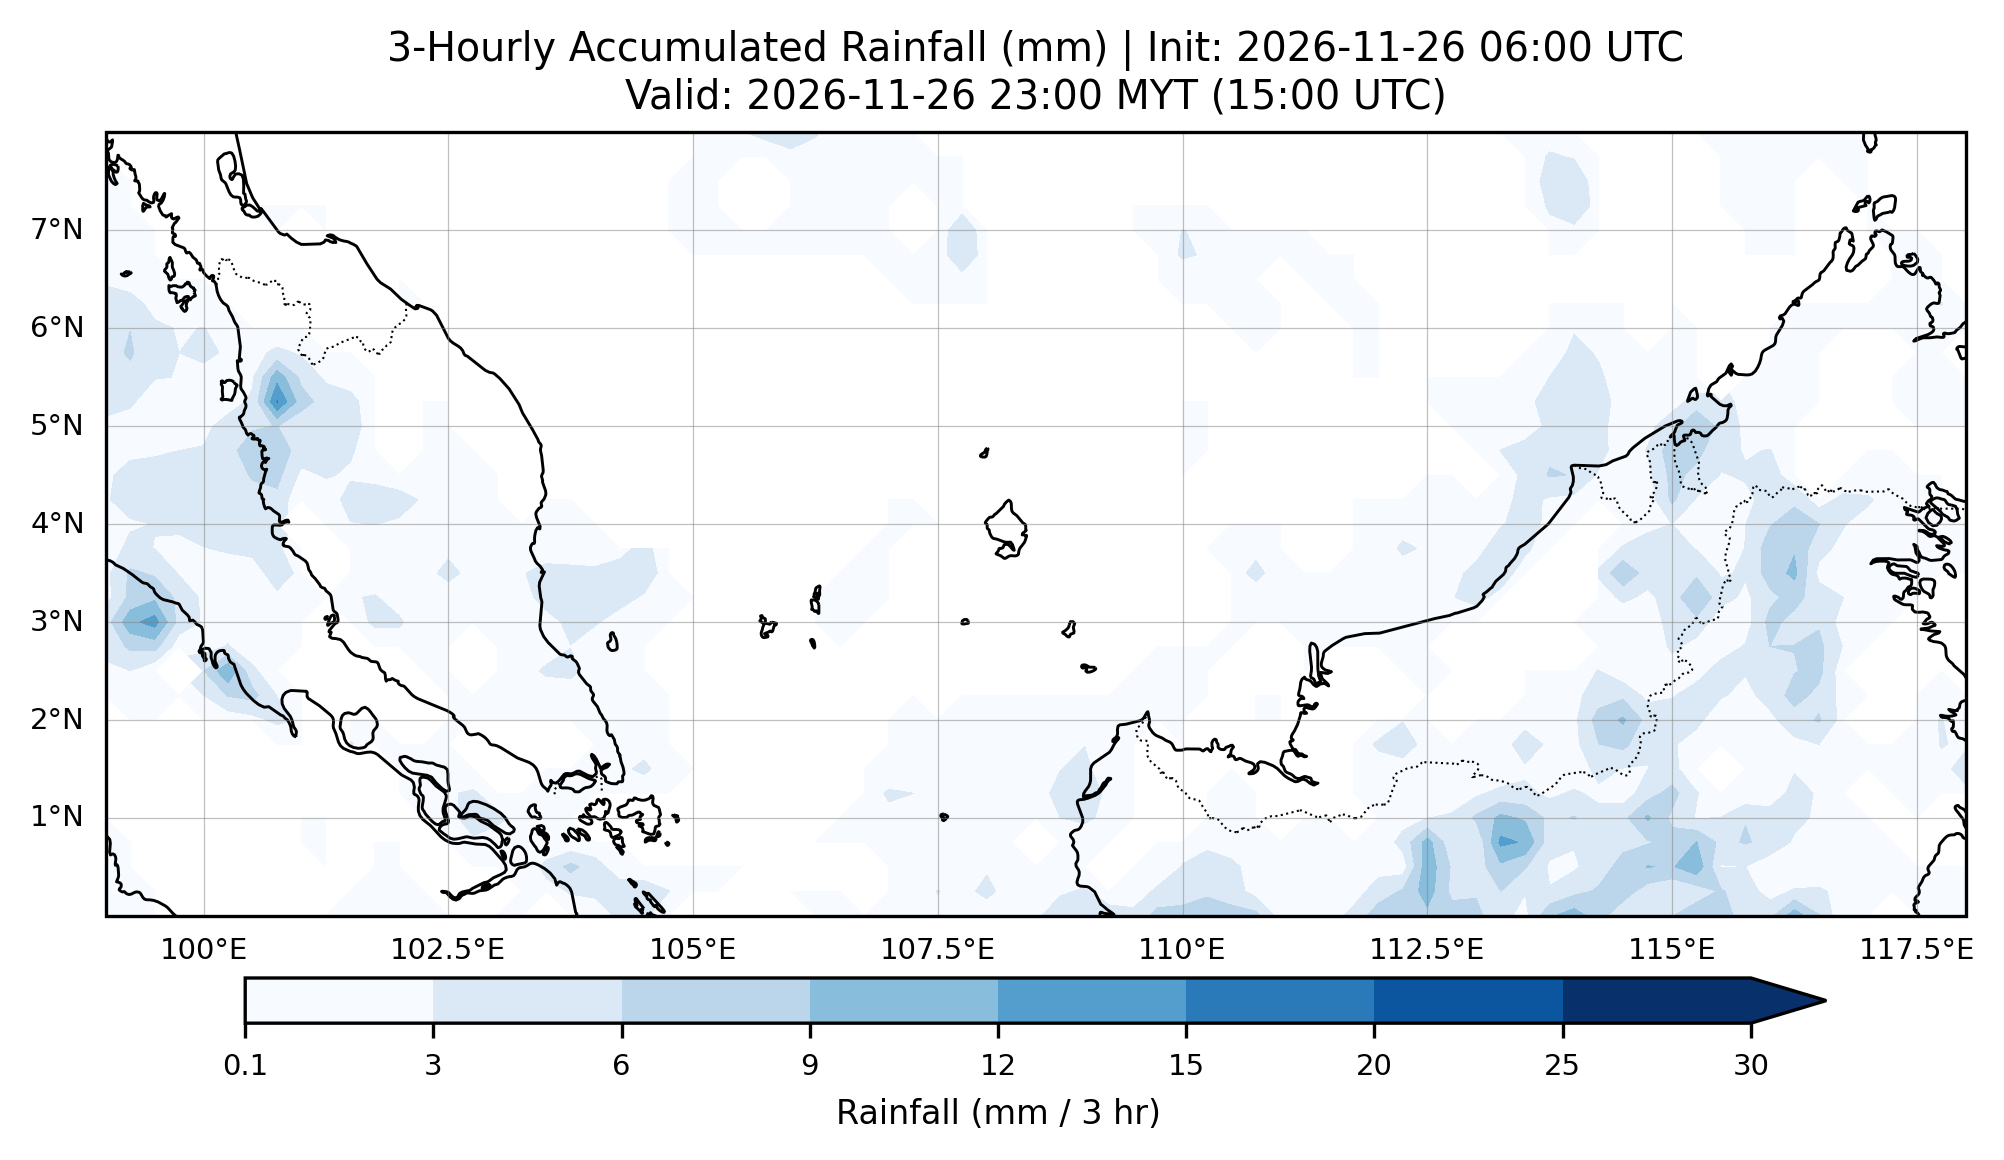 3-Hourly Accumulated Rainfall (mm) | Init: 2026-11-26 06:00 UTC
Valid: 2026-11-26 23:00 MYT (15:00 UTC)
7°N
6°N
5°N
4°N
3°N
2°N
1°N
100°E 102.5°E 105°E 107.5°E 110°E 112.5°E 115°E 117.5°E
0.1 3 6 9 12 15 20 25 30
Rainfall (mm / 3 hr)